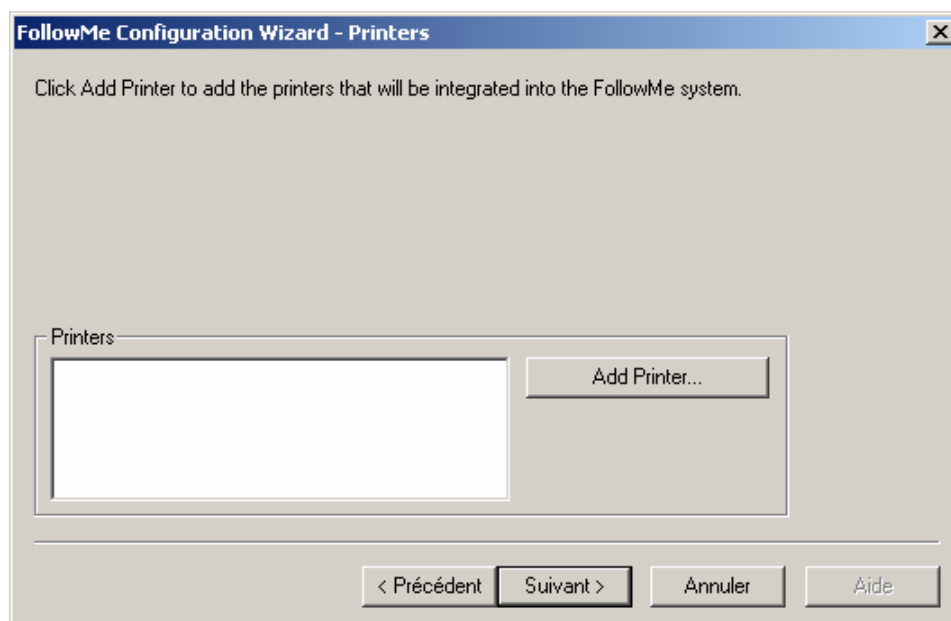 FollowMe Configuration Wizard - Printers
Click Add Printer to add the printers that will be integrated into the FollowMe system.
Printers
Add Printer...
< Précédent Suivant > Annuler Aide